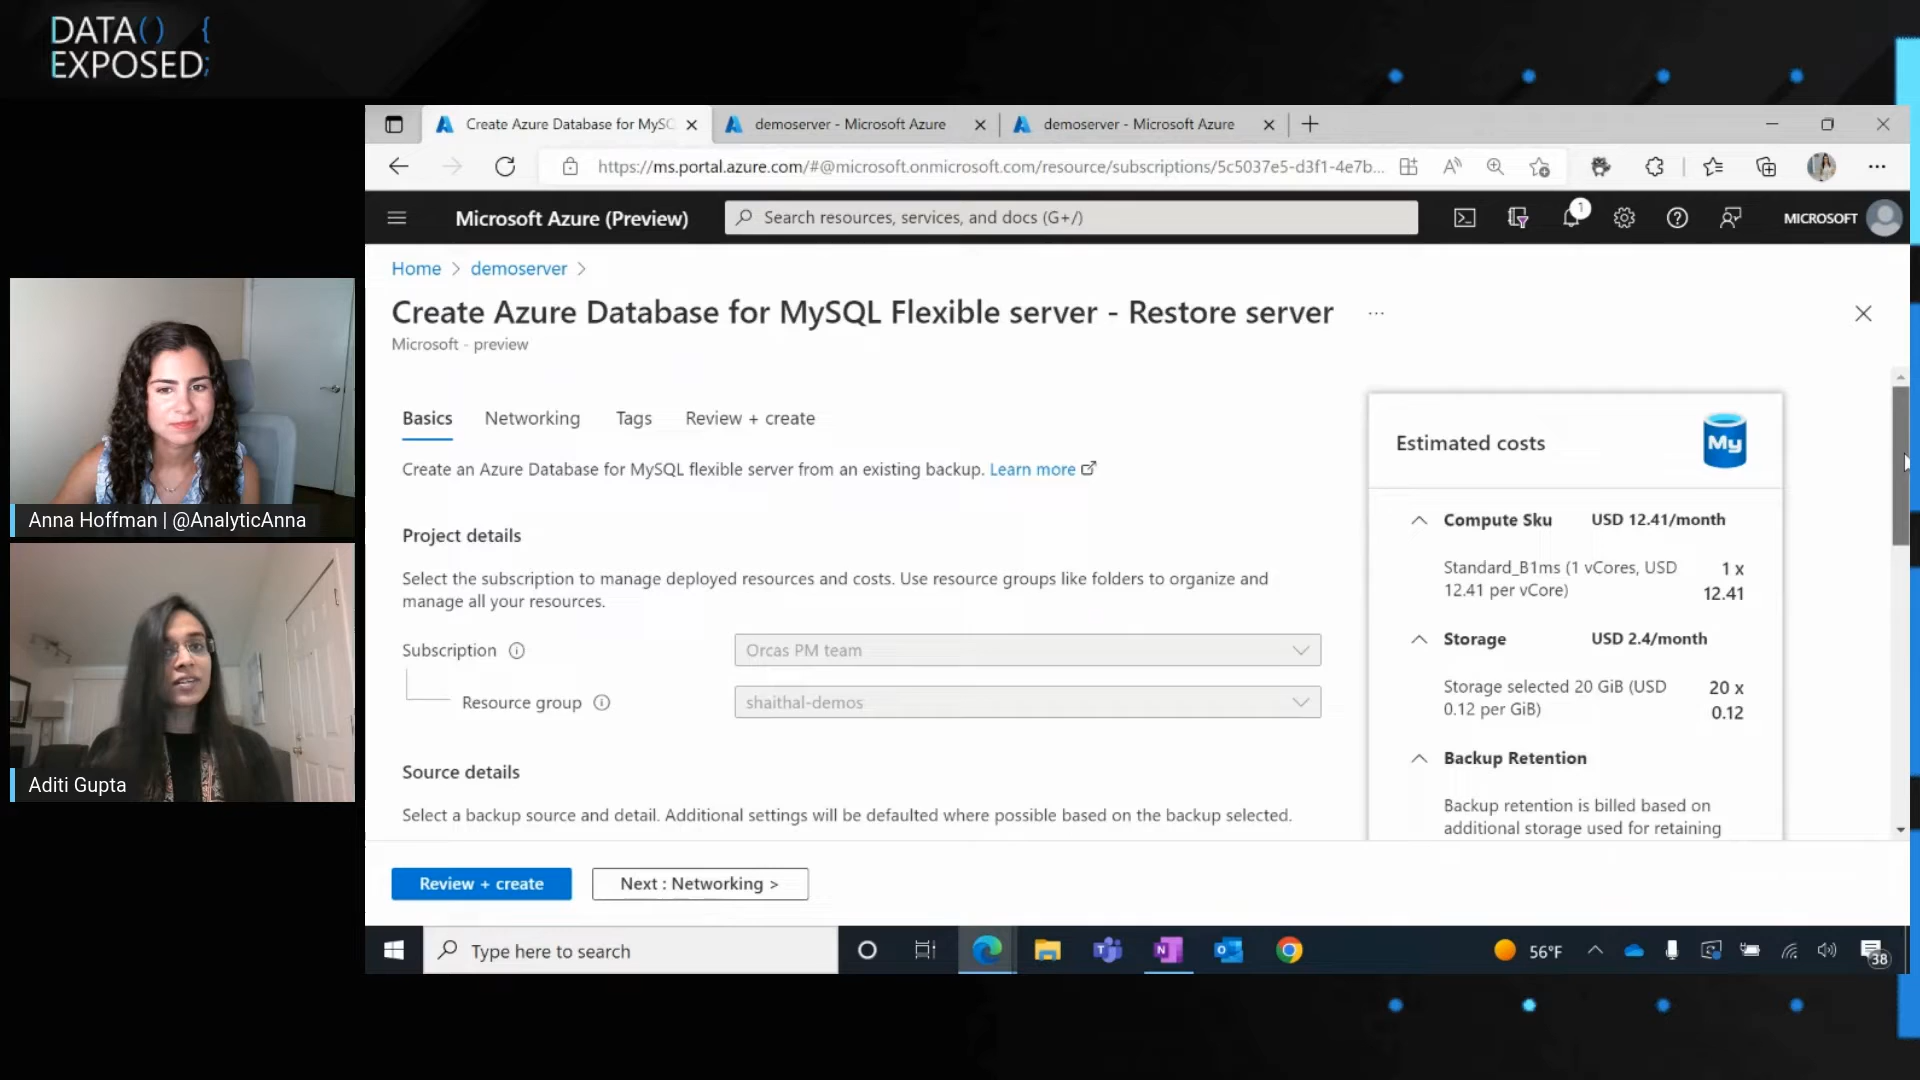 DATA() {
EXPOSED;
Create Azure Database for MySC
demoserver - Microsoft Azure
demoserver - Microsoft Azure
https://ms.portal.azure.com/#@microsoft.onmicrosoft.com/resource/subscriptions/5c5037e5-d3f1-4e7b...
Microsoft Azure (Preview)
Search resources, services, and docs (G+/)
1
MICROSOFT
Home > demoserver >
Create Azure Database for MySQL Flexible server - Restore server ...
Microsoft - preview
Basics
Networking
Tags
Review + create
Create an Azure Database for MySQL flexible server from an existing backup. Learn more
Project details
Select the subscription to manage deployed resources and costs. Use resource groups like folders to organize and
manage all your resources.
Subscription
Orcas PM team
Resource group
shaithal-demos
Source details
Select a backup source and detail. Additional settings will be defaulted where possible based on the backup selected.
Estimated costs
My
Compute Sku USD 12.41/month
Standard_B1ms (1 vCores, USD 1 x
12.41 per vCore) 12.41
Storage USD 2.4/month
Storage selected 20 GiB (USD 20 x
0.12 per GiB) 0.12
Backup Retention
Backup retention is billed based on
additional storage used for retaining
Review + create
Next : Networking >
Anna Hoffman | @AnalyticAnna
Aditi Gupta
Type here to search
N
56°F
38